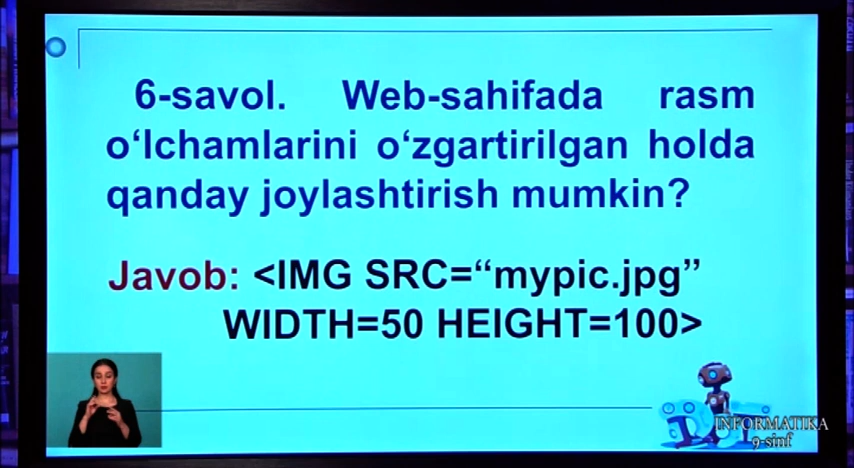 6-savol. Web-sahifada rasm
o‘lchamlarini o‘zgartirilgan holda
qanday joylashtirish mumkin?
Javob: <IMG SRC=“mypic.jpg”
WIDTH=50 HEIGHT=100>
INFORMATIKA
9-sinf